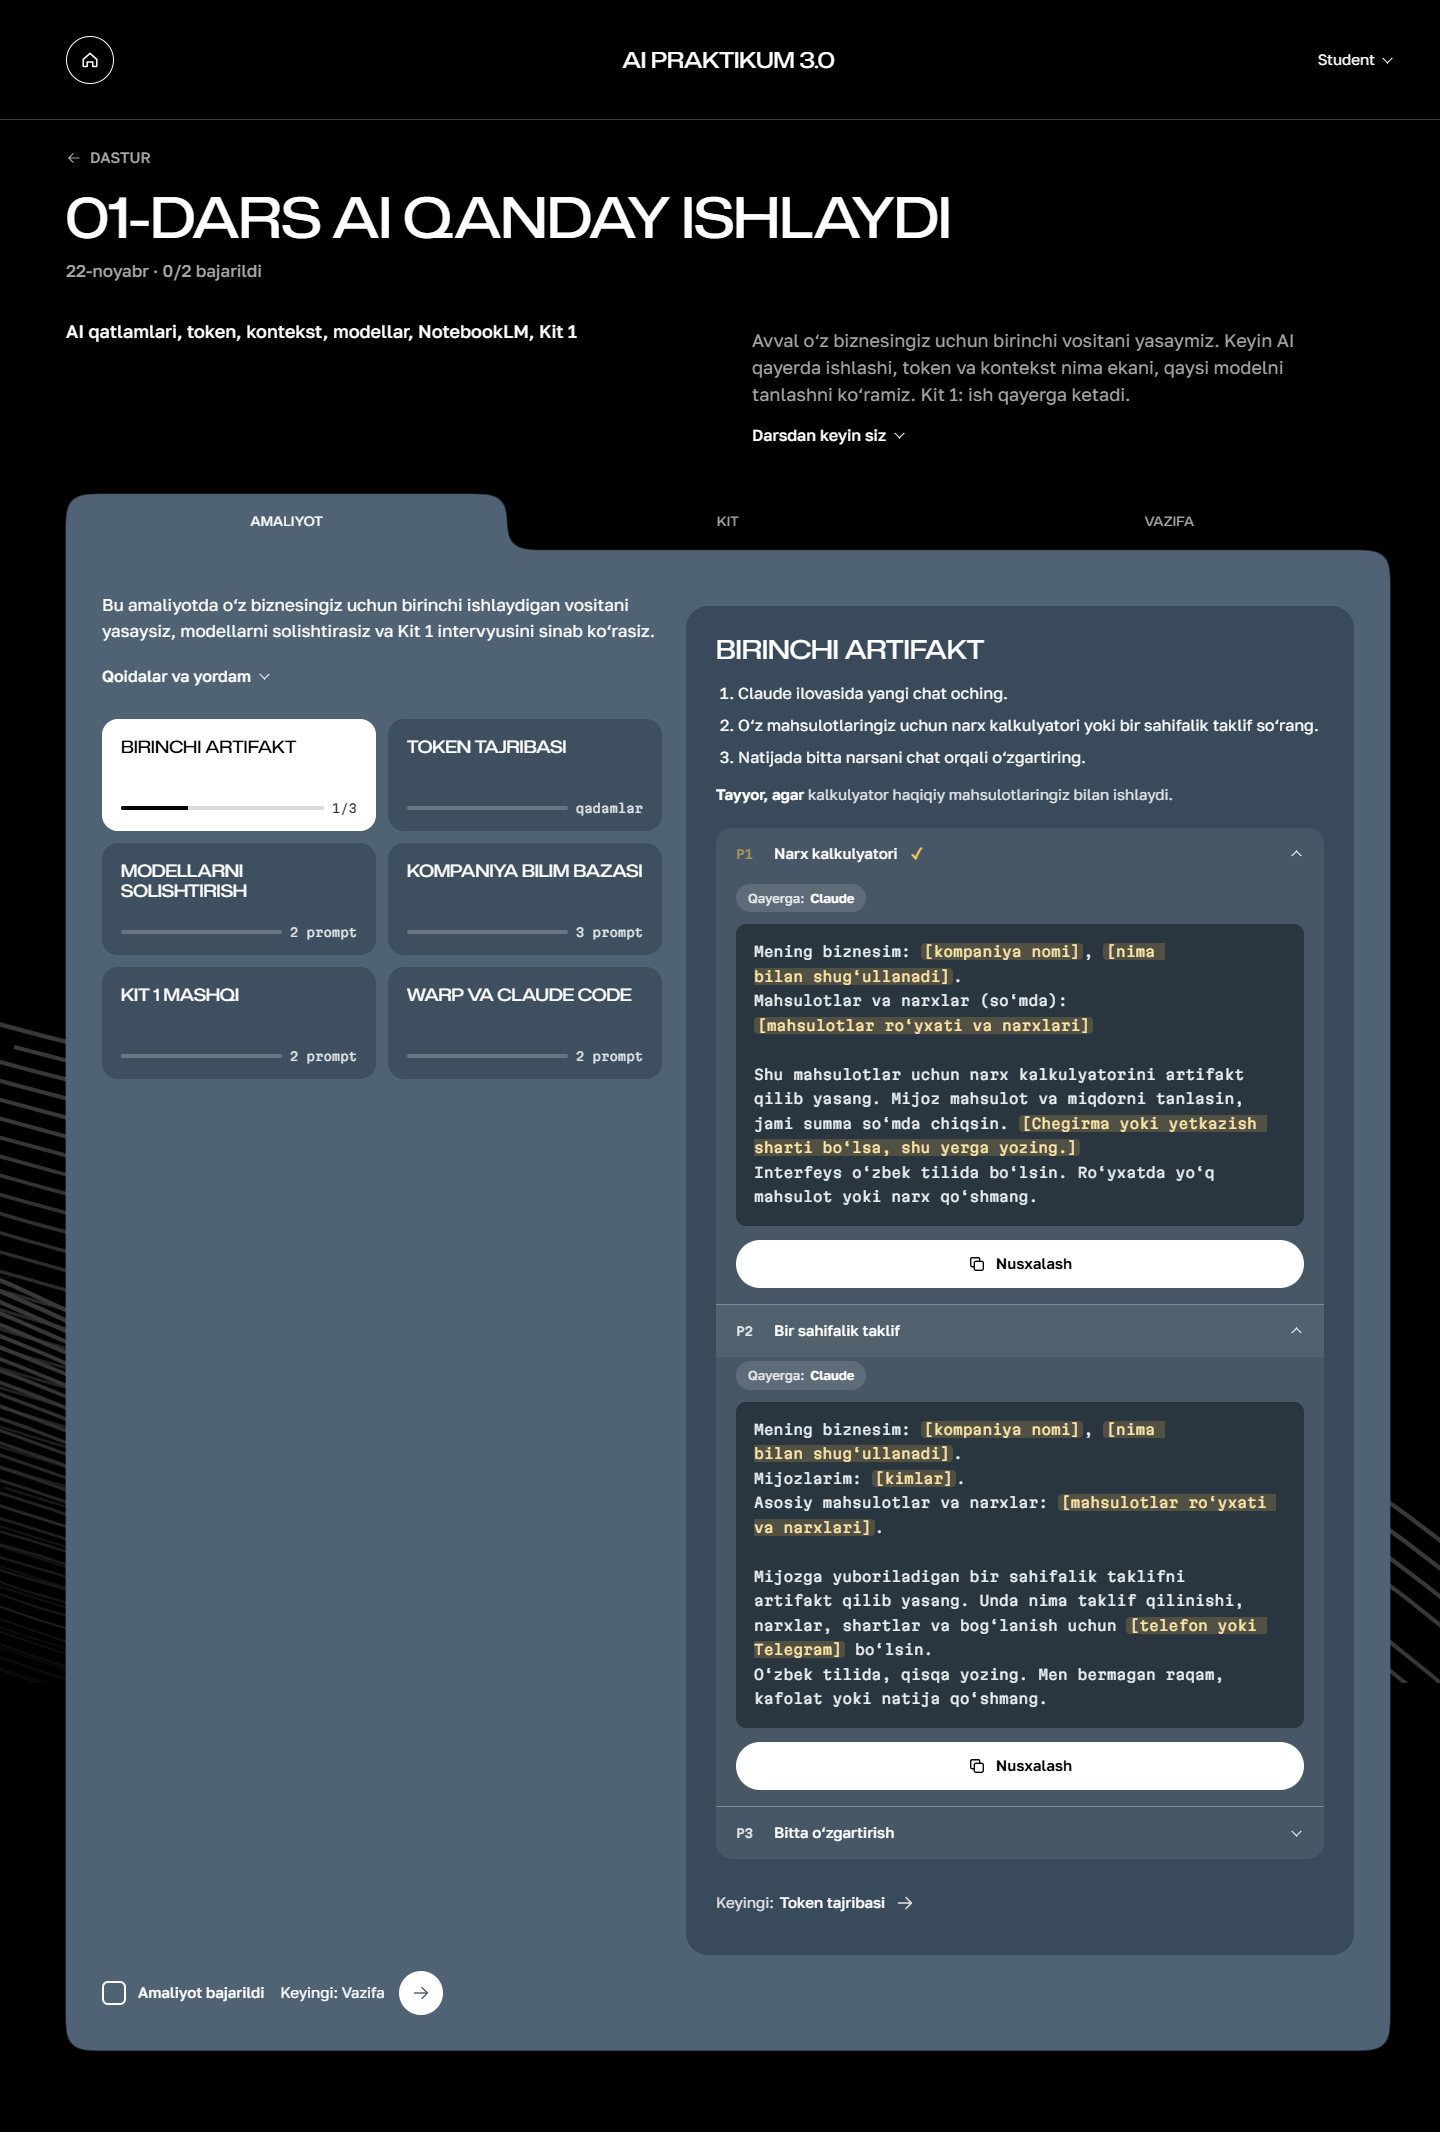 AI PRAKTIKUM 3.0
Student
DASTUR
01-DARS AI QANDAY ISHLAYDI
22-noyabr · 0/2 bajarildi
AI qatlamlari, token, kontekst, modellar, NotebookLM, Kit 1
Avval o‘z biznesingiz uchun birinchi vositani yasaymiz. Keyin AI
qayerda ishlashi, token va kontekst nima ekani, qaysi modelni
tanlashni ko‘ramiz. Kit 1: ish qayerga ketadi.
Darsdan keyin siz
AMALIYOT
KIT
VAZIFA
Bu amaliyotda o‘z biznesingiz uchun birinchi ishlaydigan vositani
yasaysiz, modellarni solishtirasiz va Kit 1 intervyusini sinab ko‘rasiz.
Qoidalar va yordam
BIRINCHI ARTIFAKT
1/3
TOKEN TAJRIBASI
qadamlar
MODELLARNI
SOLISHTIRISH
2 prompt
KOMPANIYA BILIM BAZASI
3 prompt
KIT 1 MASHQI
2 prompt
WARP VA CLAUDE CODE
2 prompt
BIRINCHI ARTIFAKT
1. Claude ilovasida yangi chat oching.
2. O‘z mahsulotlaringiz uchun narx kalkulyatori yoki bir sahifalik taklif so‘rang.
3. Natijada bitta narsani chat orqali o‘zgartiring.
Tayyor, agar kalkulyator haqiqiy mahsulotlaringiz bilan ishlaydi.
P1 Narx kalkulyatori ✓
Qayerga: Claude
Mening biznesim: [kompaniya nomi], [nima
bilan shug‘ullanadi].
Mahsulotlar va narxlar (so‘mda):
[mahsulotlar ro‘yxati va narxlari]
Shu mahsulotlar uchun narx kalkulyatorini artifakt
qilib yasang. Mijoz mahsulot va miqdorni tanlasin,
jami summa so‘mda chiqsin. [Chegirma yoki yetkazish
sharti bo‘lsa, shu yerga yozing.]
Interfeys o‘zbek tilida bo‘lsin. Ro‘yxatda yo‘q
mahsulot yoki narx qo‘shmang.
Nusxalash
P2 Bir sahifalik taklif
Qayerga: Claude
Mening biznesim: [kompaniya nomi], [nima
bilan shug‘ullanadi].
Mijozlarim: [kimlar].
Asosiy mahsulotlar va narxlar: [mahsulotlar ro‘yxati
va narxlari].
Mijozga yuboriladigan bir sahifalik taklifni
artifakt qilib yasang. Unda nima taklif qilinishi,
narxlar, shartlar va bog‘lanish uchun [telefon yoki
Telegram] bo‘lsin.
O‘zbek tilida, qisqa yozing. Men bermagan raqam,
kafolat yoki natija qo‘shmang.
Nusxalash
P3 Bitta o‘zgartirish
Keyingi: Token tajribasi
Amaliyot bajarildi
Keyingi: Vazifa